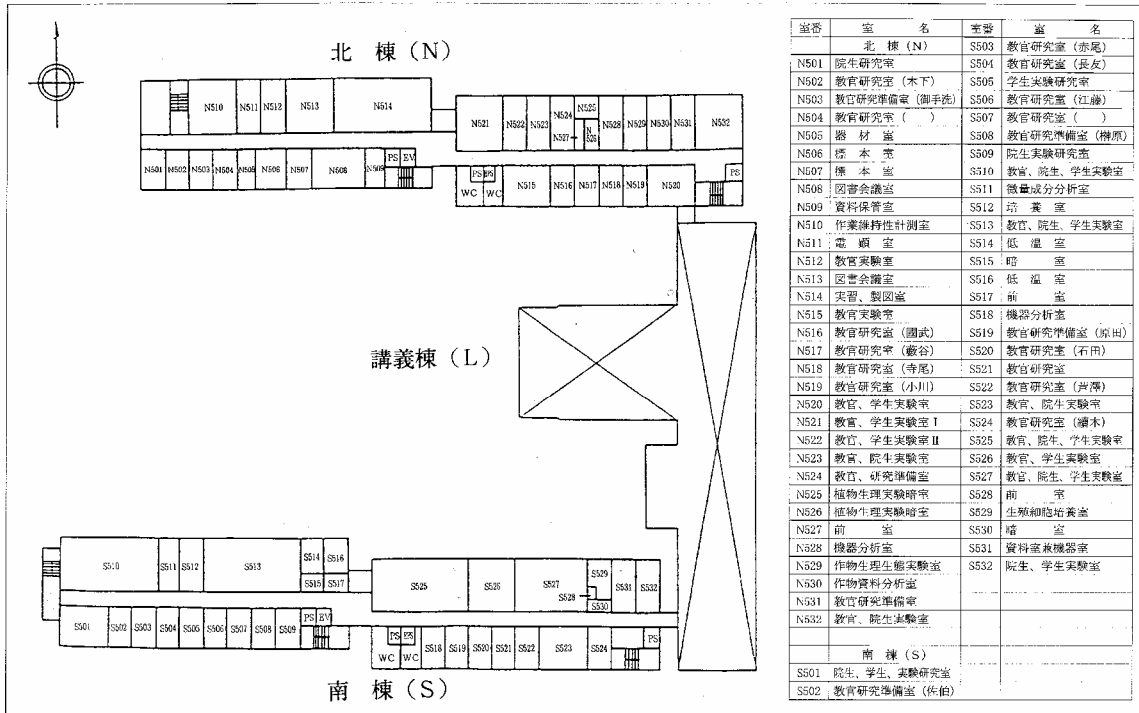 北 棟 (N)
N510 N511 N512 N513 N514
N501 N502 N503 N504 N505 N506 N507 N508 N509 PS EV
N521 N522 N523 N524 N525 N526 N527 N528 N529 N530 N531 N532
PS EPS
WC WC N515 N516 N517 N518 N519 N520 PS
講義棟 (L)
S510 S511 S512 S513 S514 S516
S515 S517
S501 S502 S503 S504 S505 S506 S507 S508 S509 PS EV
S525 S526 S527 S528 S529 S530 S531 S532
PS EPS
WC WC S518 S519 S520 S521 S522 S523 S524 PS
南 棟 (S)
室番 室 名
北 棟 (N)
N501 院生研究室
N502 教官研究室 (木下)
N503 教官研究準備室 (御手洗)
N504 教官研究室 ( )
N505 器 材 室
N506 標 本 室
N507 標 本 室
N508 図書会議室
N509 資料保管室
N510 作業維持性計測室
N511 電 顕 室
N512 教官実験室
N513 図書会議室
N514 実習、製図室
N515 教官実験室
N516 教官研究室 (國武)
N517 教官研究室 (藪谷)
N518 教官研究室 (寺尾)
N519 教官研究室 (小川)
N520 教官、学生実験室
N521 教官、学生実験室 I
N522 教官、学生実験室 II
N523 教官、院生実験室
N524 教官、研究準備室
N525 植物生理実験暗室
N526 植物生理実験暗室
N527 前 室
N528 機器分析室
N529 作物生理生態実験室
N530 作物資料分析室
N531 教官研究準備室
N532 教官、院生実験室
南 棟 (S)
S501 院生、学生、実験研究室
S502 教官研究準備室 (佐伯)
室番 室 名
S503 教官研究室 (赤尾)
S504 教官研究室 (長友)
S505 学生実験研究室
S506 教官研究室 (江藤)
S507 教官研究室 ( )
S508 教官研究準備室 (榊原)
S509 院生実験研究室
S510 教官、院生、学生実験室
S511 微量成分分析室
S512 培 養 室
S513 教官、院生、学生実験室
S514 低 温 室
S515 暗 室
S516 低 温 室
S517 前 室
S518 機器分析室
S519 教官研究準備室 (原田)
S520 教官研究室 (石田)
S521 教官研究室
S522 教官研究室 (芦澤)
S523 教官、院生実験室
S524 教官研究室 (續木)
S525 教官、院生、学生実験室
S526 教官、学生実験室
S527 教官、院生、学生実験室
S528 前 室
S529 生殖細胞培養室
S530 暗 室
S531 資料室兼機器室
S532 院生、学生実験室